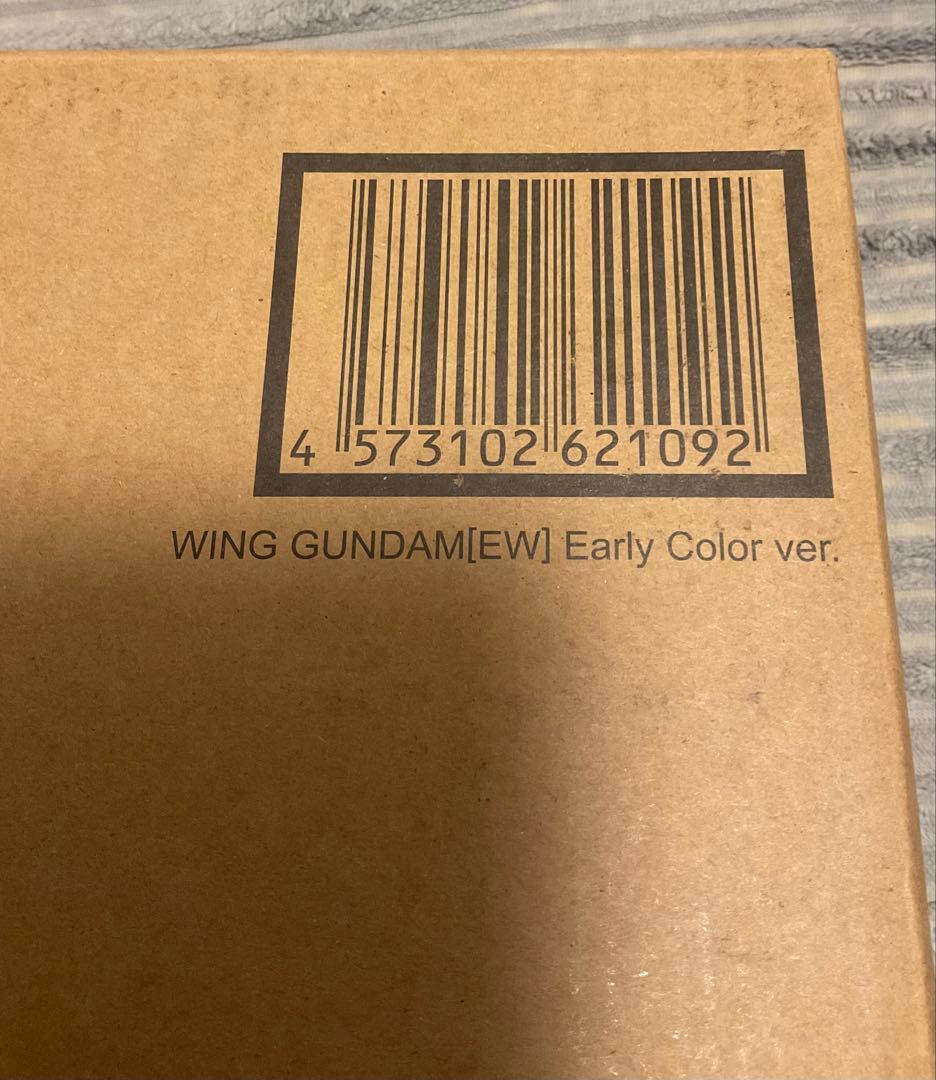 4 573102 621092
WING GUNDAM[EW] Early Color ver.